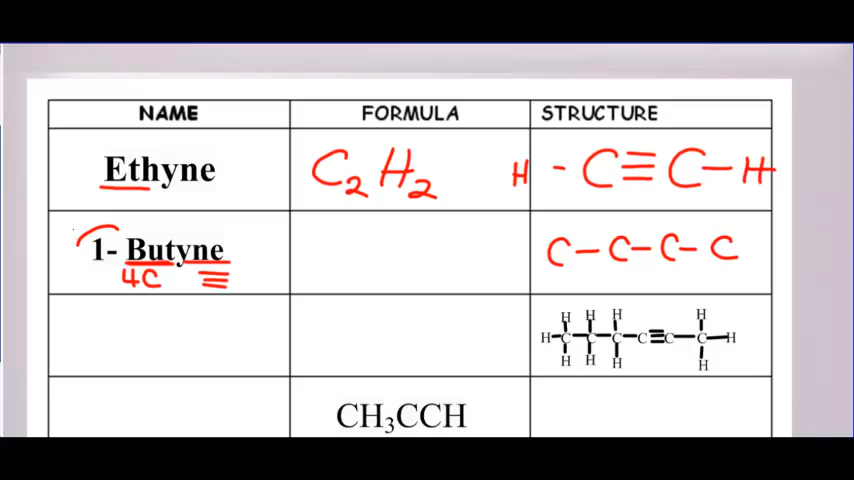 NAME FORMULA STRUCTURE
Ethyne C₂H₂ H - C≡C-H
1- Butyne C-C-C-C
4C ≡
H H H H
H-C-C-C-C≡C-C-H
H H H H
CH₃CCH